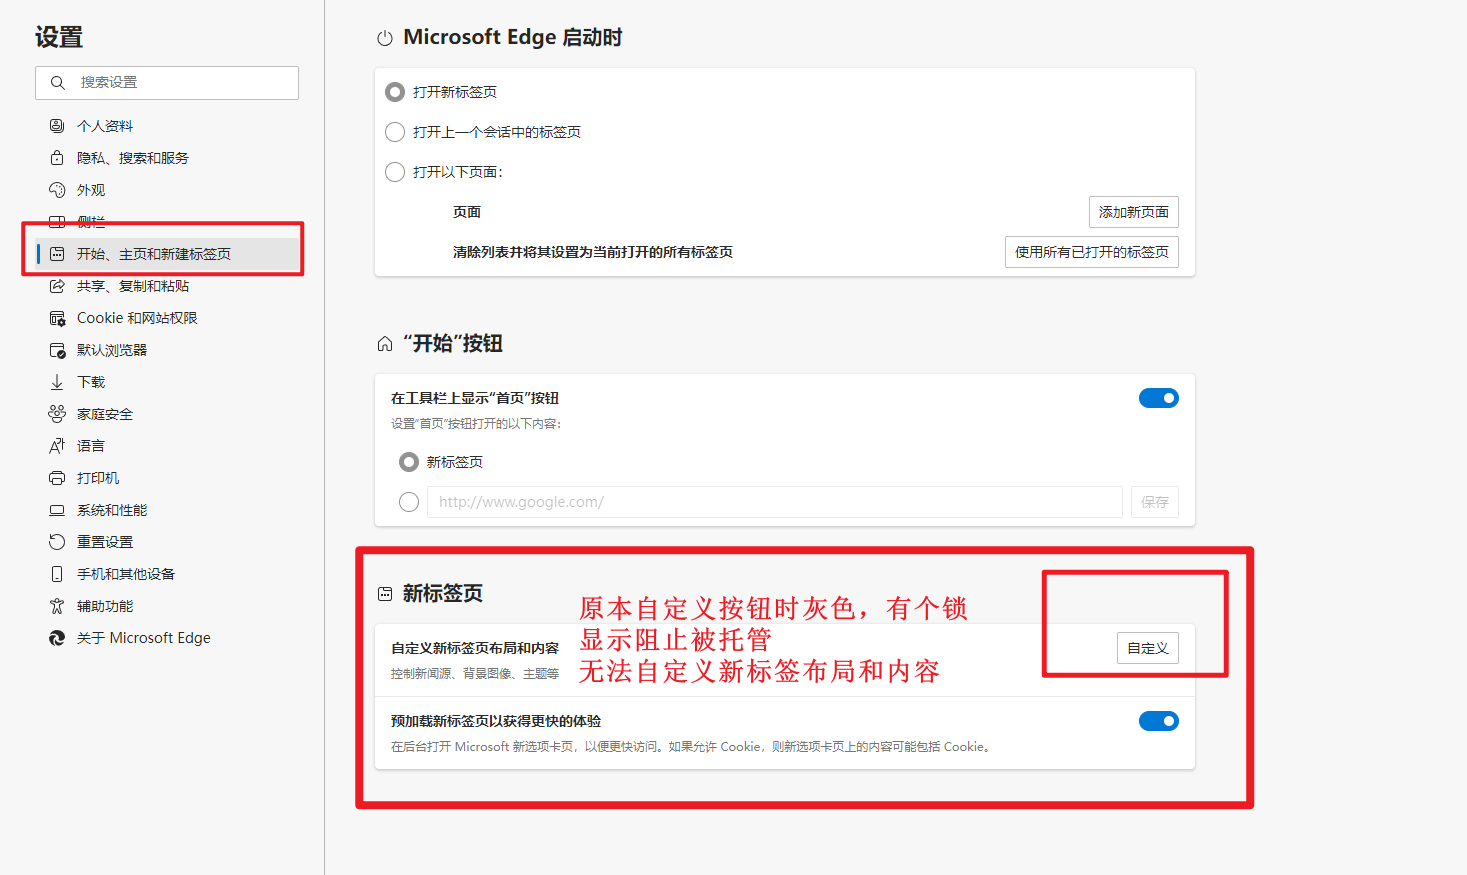 设置
搜索设置
个人资料
隐私、搜索和服务
外观
侧栏
开始、主页和新建标签页
共享、复制和粘贴
Cookie 和网站权限
默认浏览器
下载
家庭安全
语言
打印机
系统和性能
重置设置
手机和其他设备
辅助功能
关于 Microsoft Edge
Microsoft Edge 启动时
打开新标签页
打开上一个会话中的标签页
打开以下页面:
页面
添加新页面
清除列表并将其设置为当前打开的所有标签页
使用所有已打开的标签页
“开始”按钮
在工具栏上显示“首页”按钮
设置“首页”按钮打开的以下内容:
新标签页
http://www.google.com/
保存
新标签页
原本自定义按钮时灰色，有个锁
显示阻止被托管
无法自定义新标签布局和内容
自定义新标签页布局和内容
控制新闻源、背景图像、主题等
自定义
预加载新标签页以获得更快的体验
在后台打开 Microsoft 新选项卡页，以便更快访问。如果允许 Cookie，则新选项卡页上的内容可能包括 Cookie。